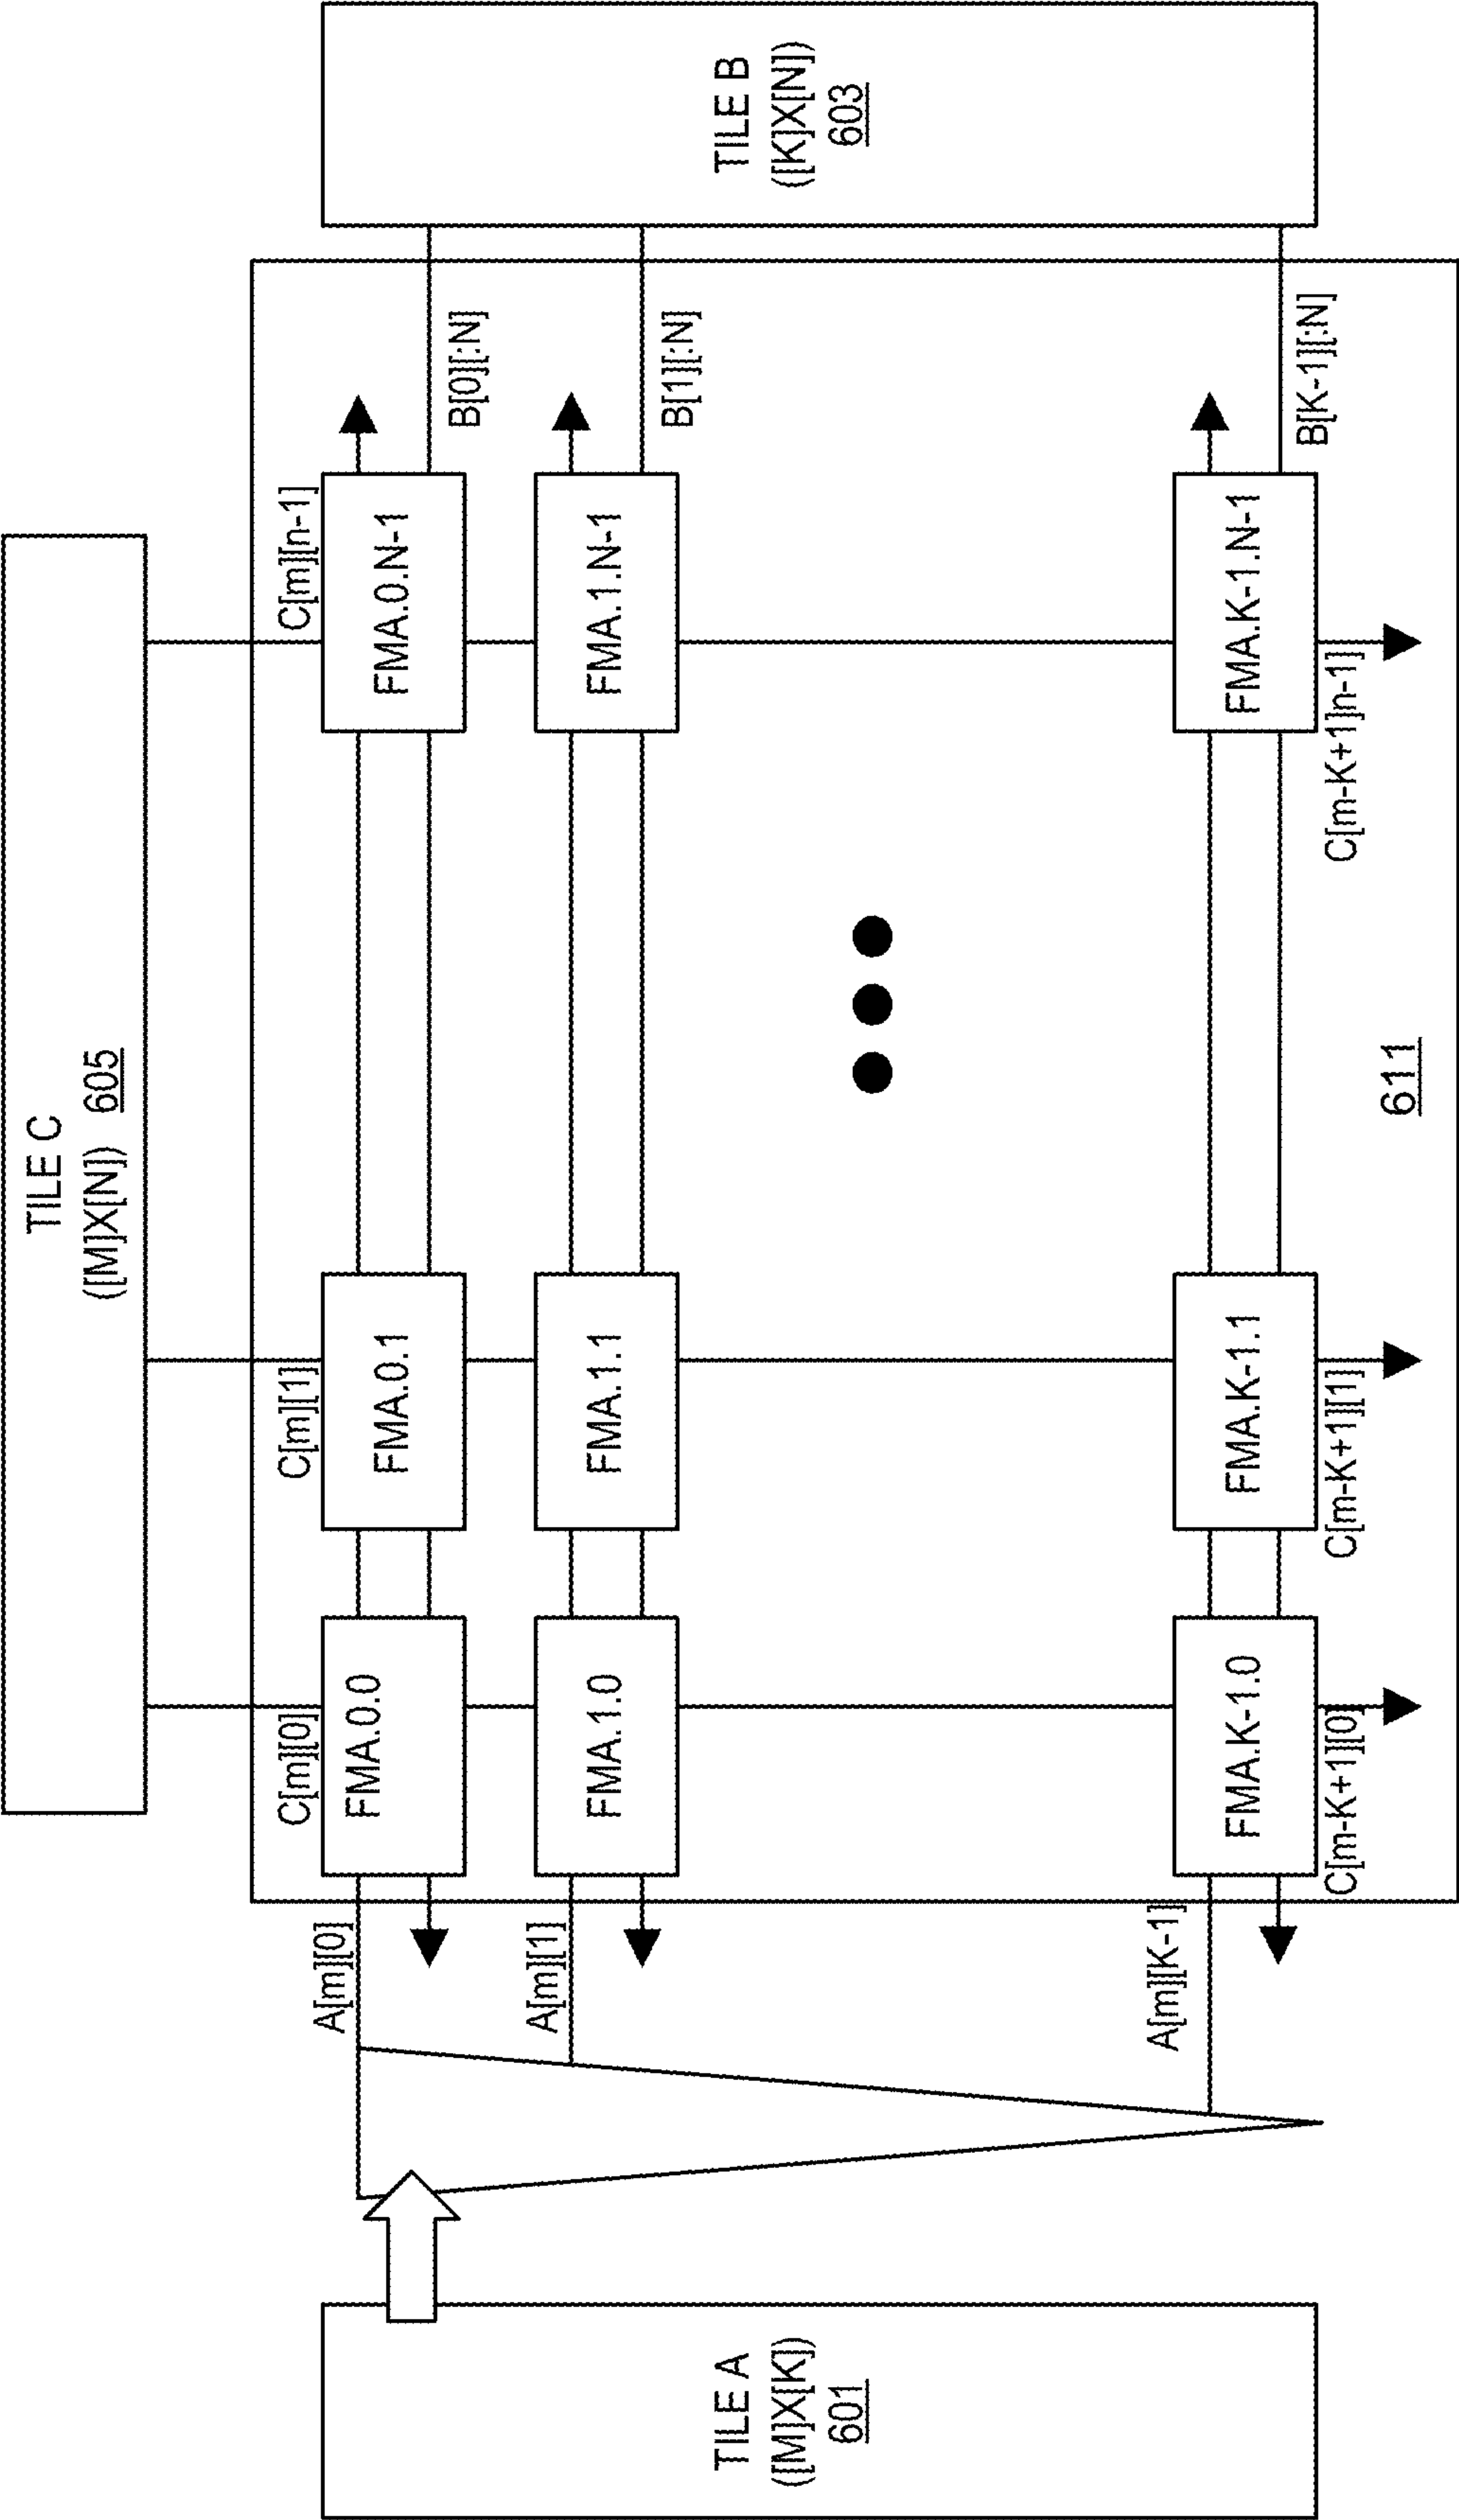 TILE C
([M]X[N]) 605
TILE A
([M]X[K])
601
TILE B
([K]X[N])
603
C[m][0]
C[m][1]
C[m][n-1]
A[m][0]
FMA.0.0
FMA.0.1
FMA.0.N-1
B[0][:N]
A[m][1]
FMA.1.0
FMA.1.1
FMA.1.N-1
B[1][:N]
A[m][K-1]
FMA.K-1.0
FMA.K-1.1
FMA.K-1.N-1
B[K-1][:N]
C[m-K+1][0]
C[m-K+1][1]
C[m-K+1]n-1]
611